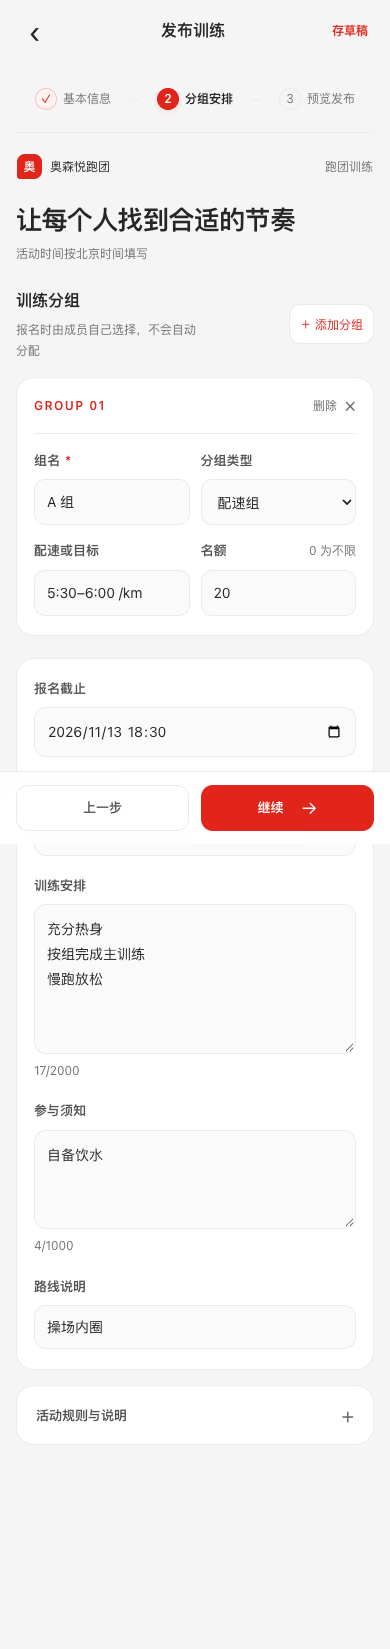 发布训练
存草稿
基本信息
2 分组安排
3 预览发布
奥 奥森悦跑团
跑团训练
让每个人找到合适的节奏
活动时间按北京时间填写
训练分组
报名时由成员自己选择，不会自动
分配
+ 添加分组
GROUP 01
删除 ×
组名 *
分组类型
A 组
配速组
配速或目标
名额
0 为不限
5:30–6:00 /km
20
报名截止
2026/11/13 18:30
上一步
继续 →
训练安排
充分热身
按组完成主训练
慢跑放松
17/2000
参与须知
自备饮水
4/1000
路线说明
操场内圈
活动规则与说明 +